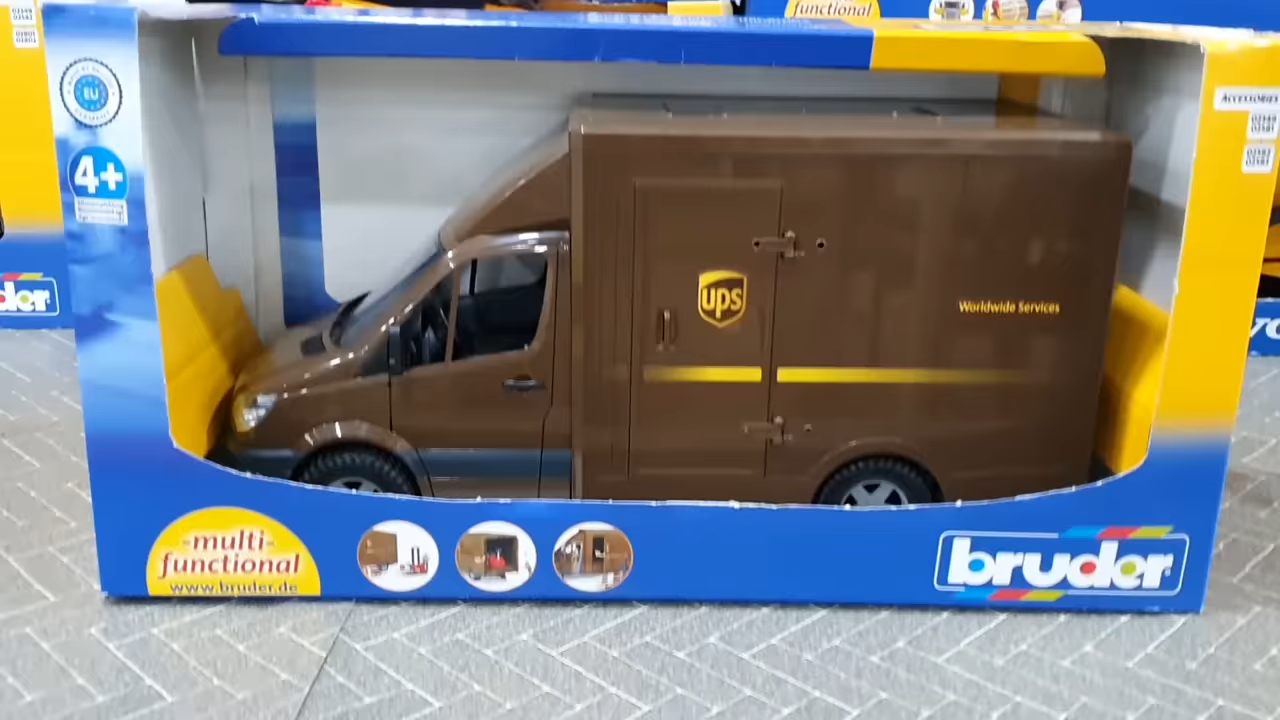 functional
EU
4+
der
ACCESSORIES
ups
Worldwide Services
-multi-
functional
www.bruder.de
bruder